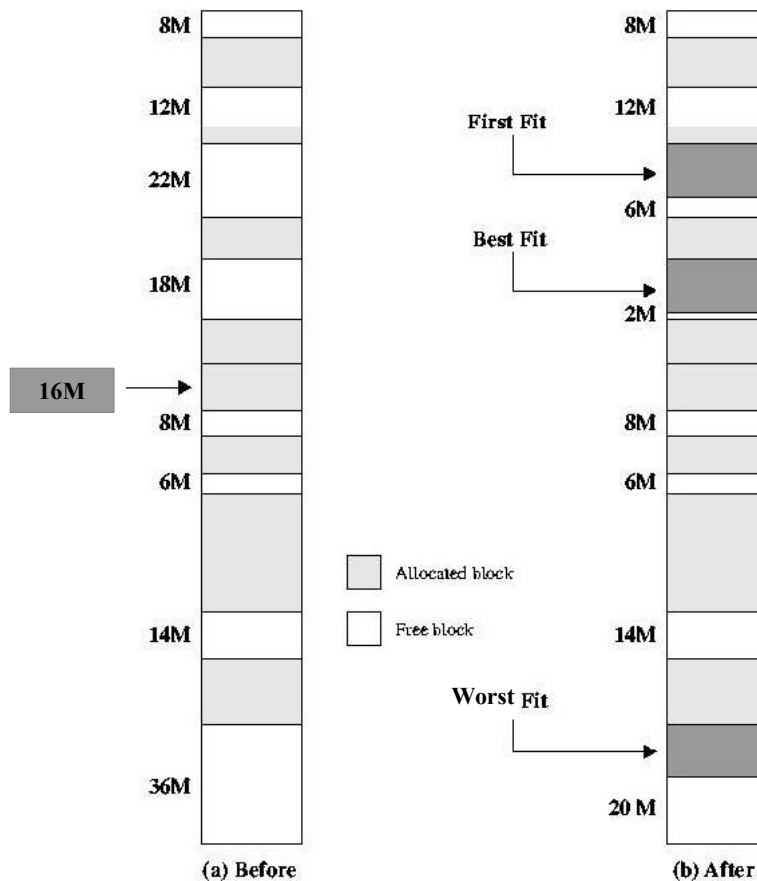 8M
12M
22M
18M
16M
8M
6M
14M
36M
(a) Before
Allocated block
Free block
8M
12M
First Fit
6M
Best Fit
2M
8M
6M
14M
Worst Fit
20 M
(b) After